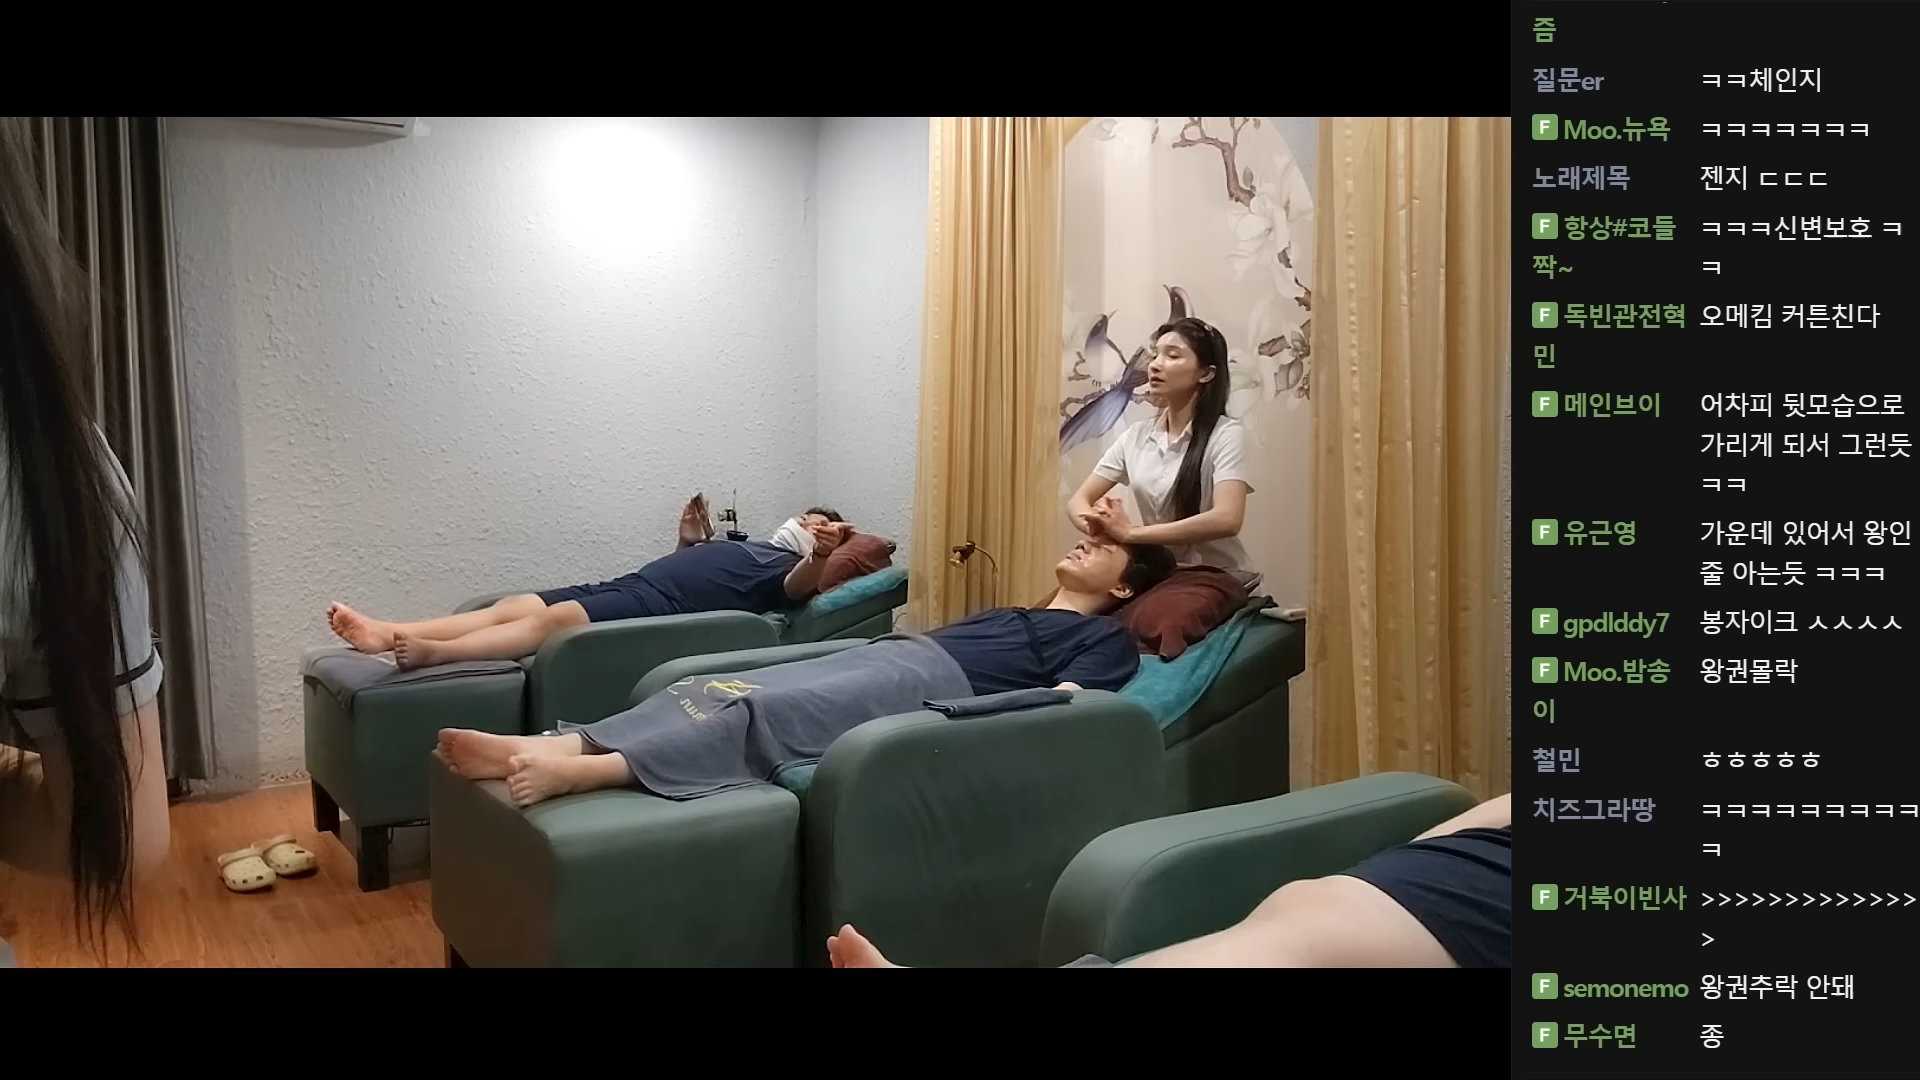 즘
질문er ㅋㅋ체인지
F Moo.뉴욕 ㅋㅋㅋㅋㅋㅋㅋ
노래제목 젠지 ㄷㄷㄷ
F 항상#코들 ㅋㅋㅋ신변보호 ㅋ
짝~ ㅋ
F 독빈관전혁 오메킴 커튼친다
민
F 메인브이 어차피 뒷모습으로
가리게 되서 그런듯
ㅋㅋ
F 유근영 가운데 있어서 왕인
줄 아는듯 ㅋㅋㅋ
F gpdlddy7 봉자이크 ㅅㅅㅅㅅ
F Moo.밤송 왕권몰락
이
철민 ㅎㅎㅎㅎㅎ
치즈그라땅 ㅋㅋㅋㅋㅋㅋㅋㅋㅋ
ㅋ
F 거북이빈사 >>>>>>>>>>>>>
>
F semonemo 왕권추락 안돼
F 무수면 종